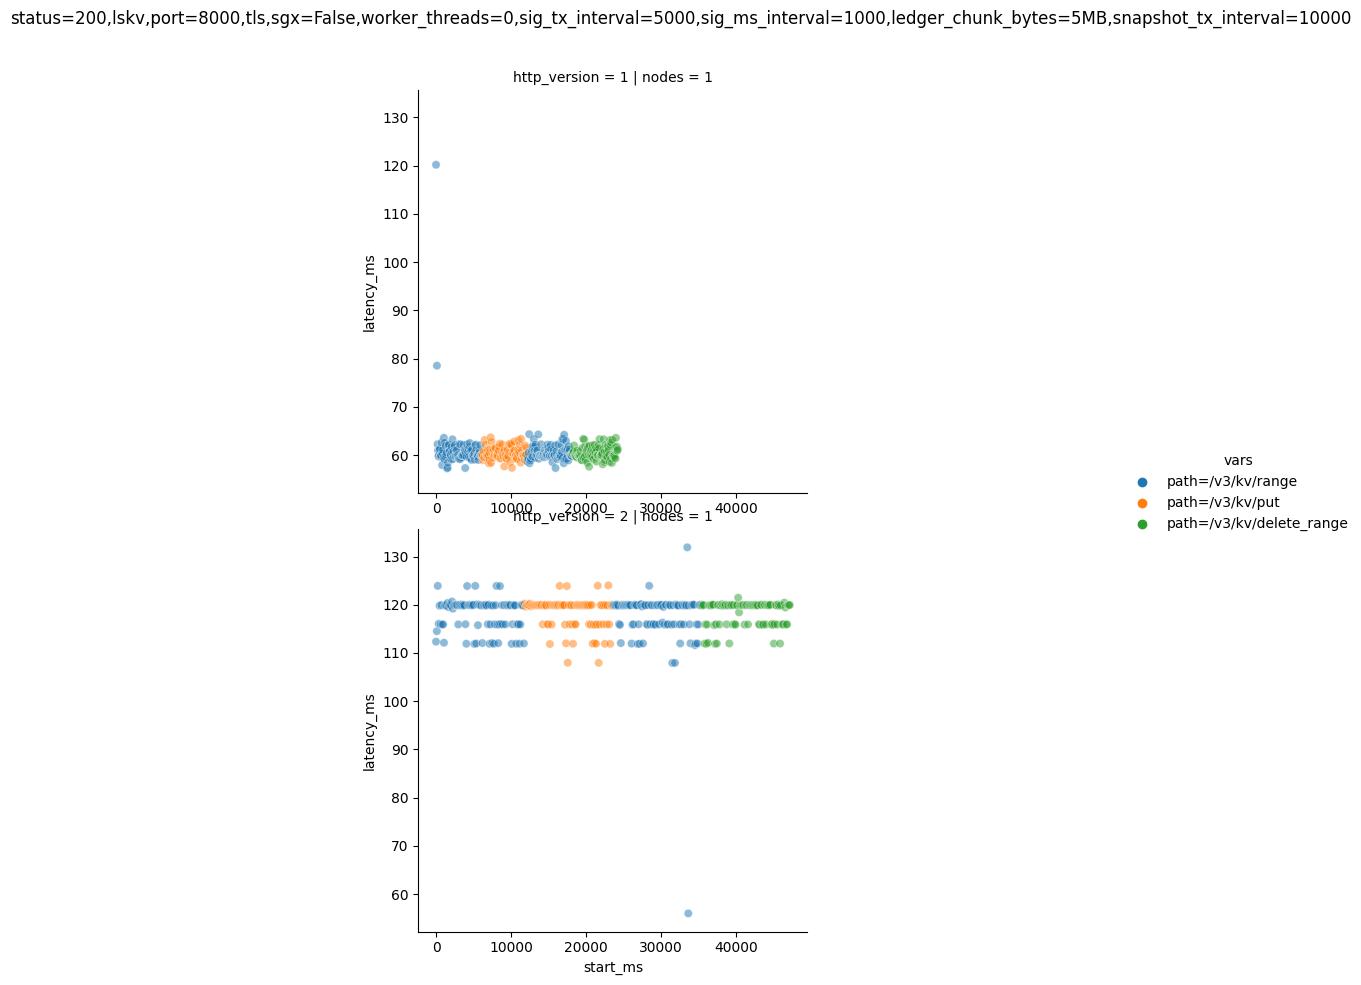 status=200,lskv,port=8000,tls,sgx=False,worker_threads=0,sig_tx_interval=5000,sig_ms_interval=1000,ledger_chunk_bytes=5MB,snapshot_tx_interval=10000
http_version = 1 | nodes = 1
130
120
110
100
90
80
70
60
latency_ms
0 10000 20000 30000 40000
http_version = 2 | nodes = 1
130
120
110
100
90
80
70
60
latency_ms
0 10000 20000 30000 40000
start_ms
vars
path=/v3/kv/range
path=/v3/kv/put
path=/v3/kv/delete_range